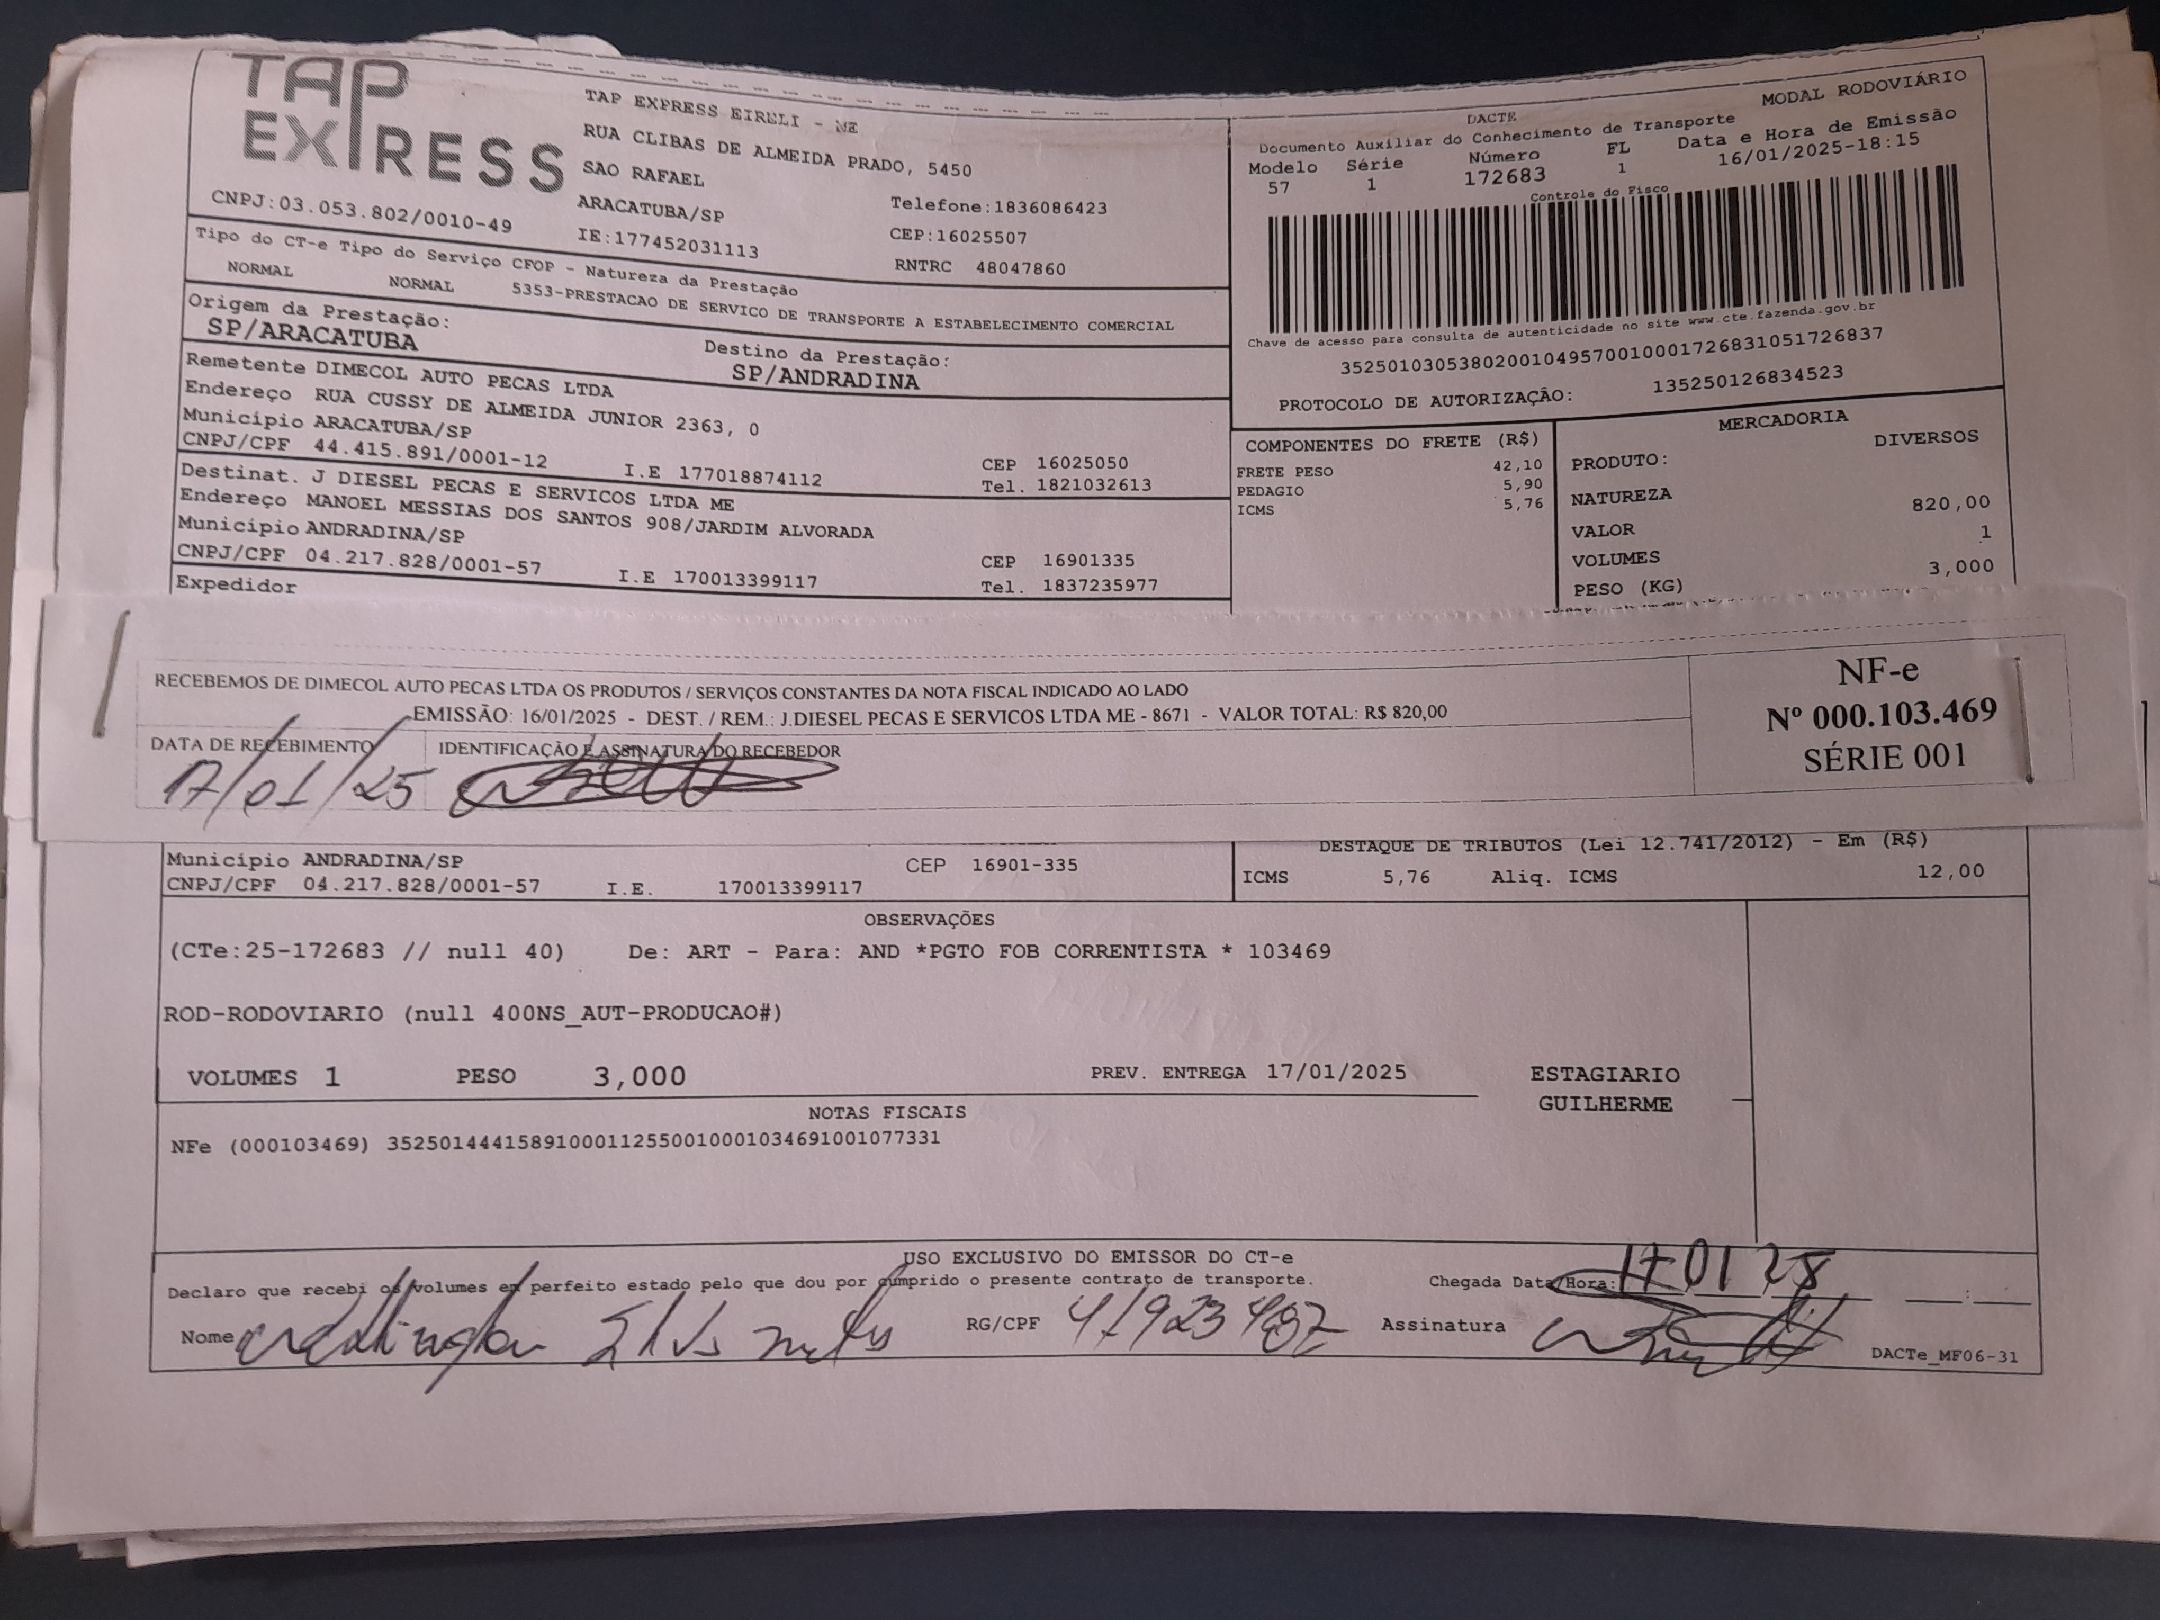 TAP EXPRESS
TAP EXPRESS EIRELI - ME
RUA CLIBAS DE ALMEIDA PRADO, 5450
SAO RAFAEL
ARACATUBA/SP
Telefone:1836086423
CNPJ:03.053.802/0010-49
IE:177452031113
CEP:16025507
RNTRC 48047860
Tipo do CT-e Tipo do Serviço CFOP - Natureza da Prestação
NORMAL NORMAL 5353-PRESTACAO DE SERVICO DE TRANSPORTE A ESTABELECIMENTO COMERCIAL
Origem da Prestação:
SP/ARACATUBA
Destino da Prestação:
SP/ANDRADINA
Remetente DIMECOL AUTO PECAS LTDA
Endereço RUA CUSSY DE ALMEIDA JUNIOR 2363, 0
Município ARACATUBA/SP
CEP 16025050
CNPJ/CPF 44.415.891/0001-12 I.E 177018874112 Tel. 1821032613
Destinat. J DIESEL PECAS E SERVICOS LTDA ME
Endereço MANOEL MESSIAS DOS SANTOS 908/JARDIM ALVORADA
Município ANDRADINA/SP
CEP 16901335
CNPJ/CPF 04.217.828/0001-57 I.E 170013399117 Tel. 1837235977
Expedidor
DACTE
MODAL RODOVIÁRIO
Documento Auxiliar do Conhecimento de Transporte
Modelo Série Número FL Data e Hora de Emissão
57 1 172683 1 16/01/2025-18:15
Controle do Fisco
Chave de acesso para consulta de autenticidade no site www.cte.fazenda.gov.br
35250103053802001049570010001726831051726837
PROTOCOLO DE AUTORIZAÇÃO: 135250126834523
COMPONENTES DO FRETE (R$)
FRETE PESO 42,10
PEDAGIO 5,90
ICMS 5,76
MERCADORIA
PRODUTO: DIVERSOS
NATUREZA
VALOR 820,00
VOLUMES 1
PESO (KG) 3,000
RECEBEMOS DE DIMECOL AUTO PECAS LTDA OS PRODUTOS / SERVIÇOS CONSTANTES DA NOTA FISCAL INDICADO AO LADO
EMISSÃO: 16/01/2025 - DEST. / REM.: J.DIESEL PECAS E SERVICOS LTDA ME - 8671 - VALOR TOTAL: R$ 820,00
DATA DE RECEBIMENTO
17/01/25
IDENTIFICAÇÃO E ASSINATURA DO RECEBEDOR
NF-e
Nº 000.103.469
SÉRIE 001
Município ANDRADINA/SP CEP 16901-335
CNPJ/CPF 04.217.828/0001-57 I.E. 170013399117
DESTAQUE DE TRIBUTOS (Lei 12.741/2012) - Em (R$)
ICMS 5,76 Aliq. ICMS 12,00
OBSERVAÇÕES
(CTe:25-172683 // null 40) De: ART - Para: AND *PGTO FOB CORRENTISTA * 103469
ROD-RODOVIARIO (null 400NS_AUT-PRODUCAO#)
VOLUMES 1 PESO 3,000 PREV. ENTREGA 17/01/2025
ESTAGIARIO
GUILHERME
NOTAS FISCAIS
NFe (000103469) 35250144415891000112550010001034691001077331
USO EXCLUSIVO DO EMISSOR DO CT-e
Declaro que recebi os volumes em perfeito estado pelo que dou por cumprido o presente contrato de transporte.
Chegada Data/Hora: 17 01 25
Nome
RG/CPF
Assinatura
DACTe_MF06-31